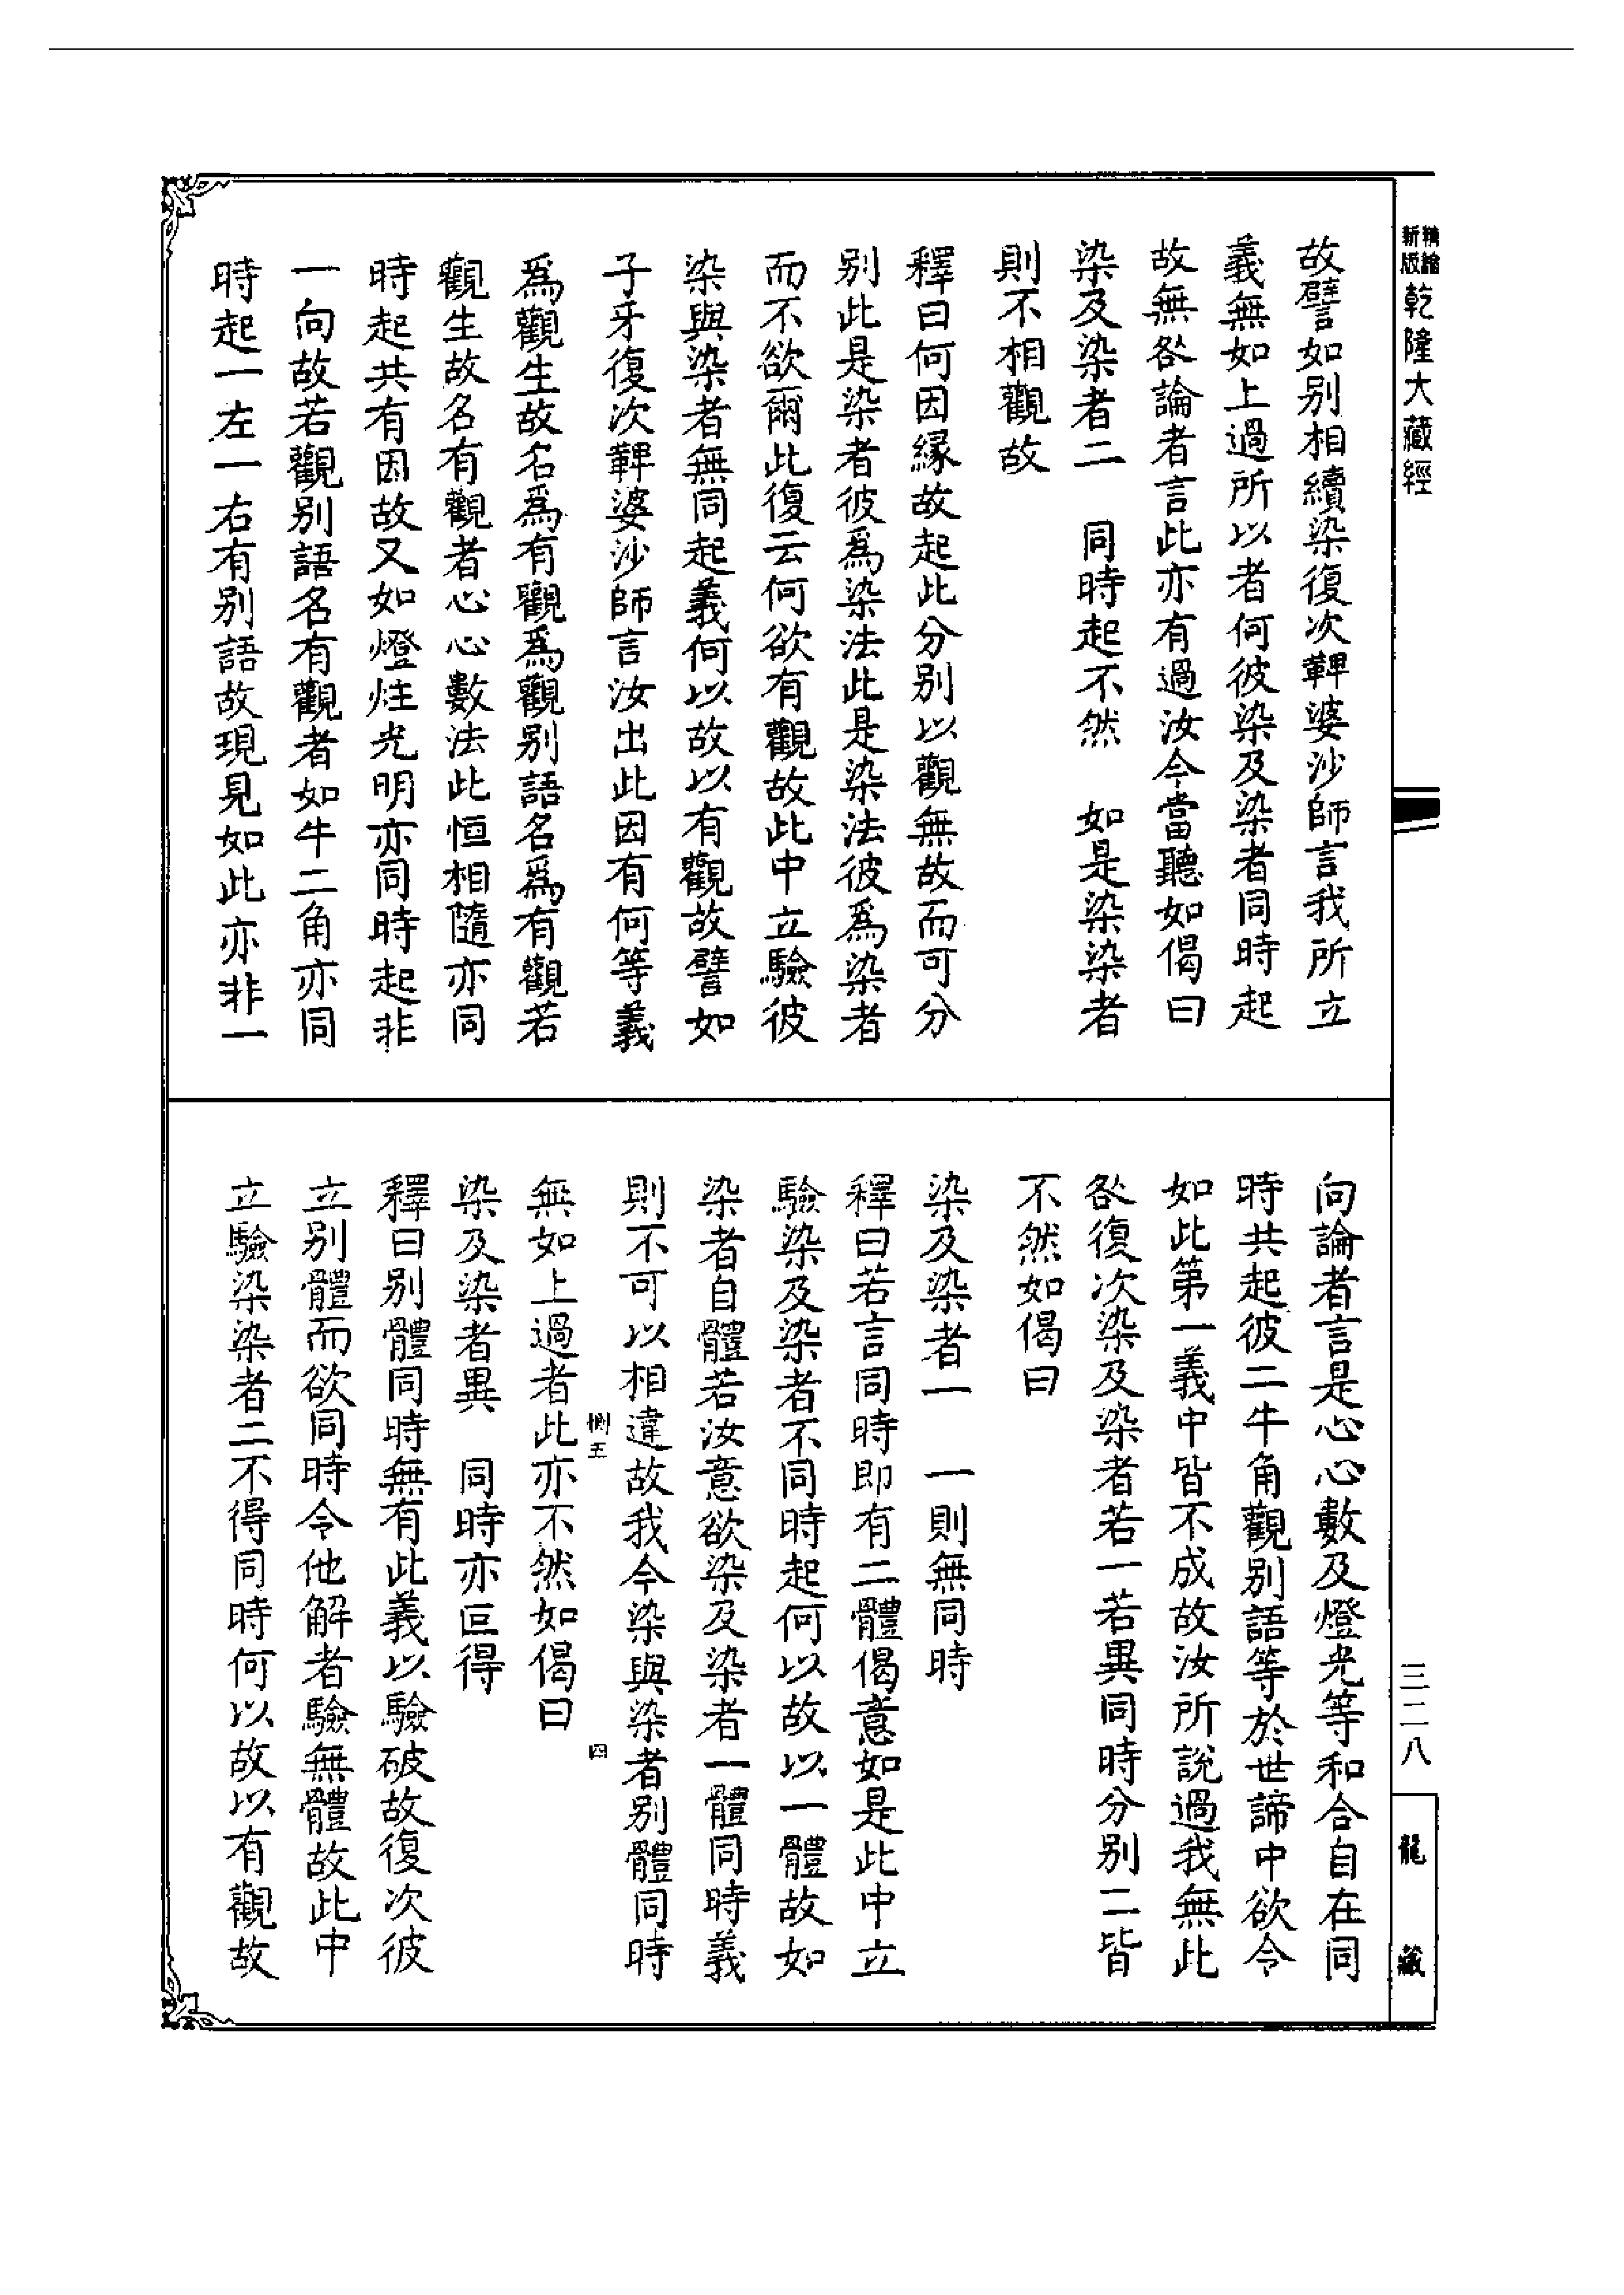 精縮新版乾隆大藏經
故譬如別相續染復次鞞婆沙師言我所立
義無如上過所以者何彼染及染者同時起
故無咎論者言此亦有過汝今當聽如偈曰
染及染者二　同時起不然　如是染染者
則不相觀故
釋曰何因緣故起此分別以觀無故而可分
別此是染者彼為染法此是染法彼為染者
而不欲爾此復云何欲有觀故此中立驗彼
染與染者無同起義何以故以有觀故譬如
子牙復次鞞婆沙師言汝出此因有何等義
為觀生故名為有觀為觀別語名為有觀若
觀生故名有觀者心心數法此恒相隨亦同
時起共有因故又如燈炷光明亦同時起非
一向故若觀別語名有觀者如牛二角亦同
時起一左一右有別語故現見如此亦非一
向論者言是心心數及燈光等和合自在同
時共起彼二牛角觀別語等於世諦中欲令
如此第一義中皆不成故汝所說過我無此
咎復次染及染者若一若異同時分別二皆
不然如偈曰
染及染者一　一則無同時
釋曰若言同時即有二體偈意如是此中立
驗染及染者不同時起何以故以一體故如
染者自體若汝意欲染及染者一體同時義
則不可以相違故我今染與染者別體同時
惻五　四
無如上過者此亦不然如偈曰
染及染者異　同時亦叵得
釋曰別體同時無有此義以驗破故復次彼
立別體而欲同時令他解者驗無體故此中
立驗染染者二不得同時何以故以有觀故
三二八
龍藏